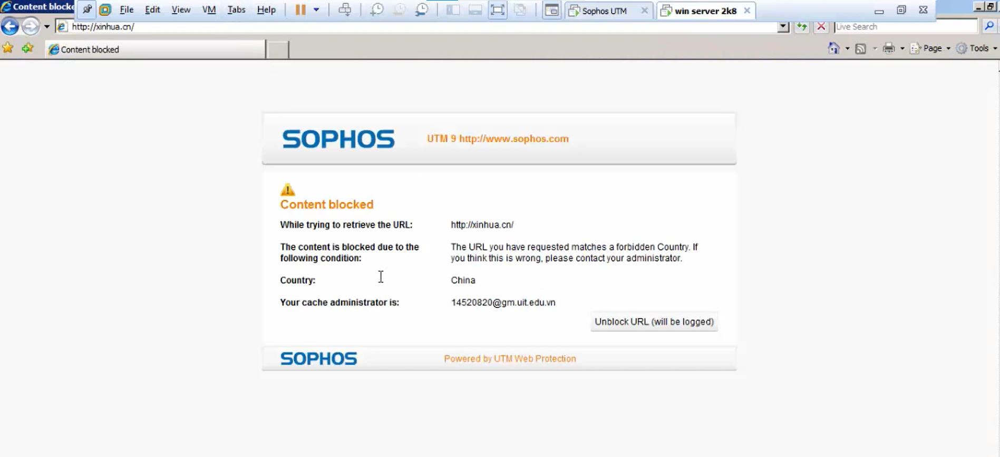 Content blocke
File Edit View VM Tabs Help
Sophos UTM
win server 2k8
http://xinhua.cn/
Live Search
Content blocked
Page
Tools
SOPHOS
UTM 9 http://www.sophos.com
Content blocked
While trying to retrieve the URL: http://xinhua.cn/
The content is blocked due to the The URL you have requested matches a forbidden Country. If
following condition: you think this is wrong, please contact your administrator.
Country: China
Your cache administrator is: 14520820@gm.uit.edu.vn
Unblock URL (will be logged)
SOPHOS
Powered by UTM Web Protection